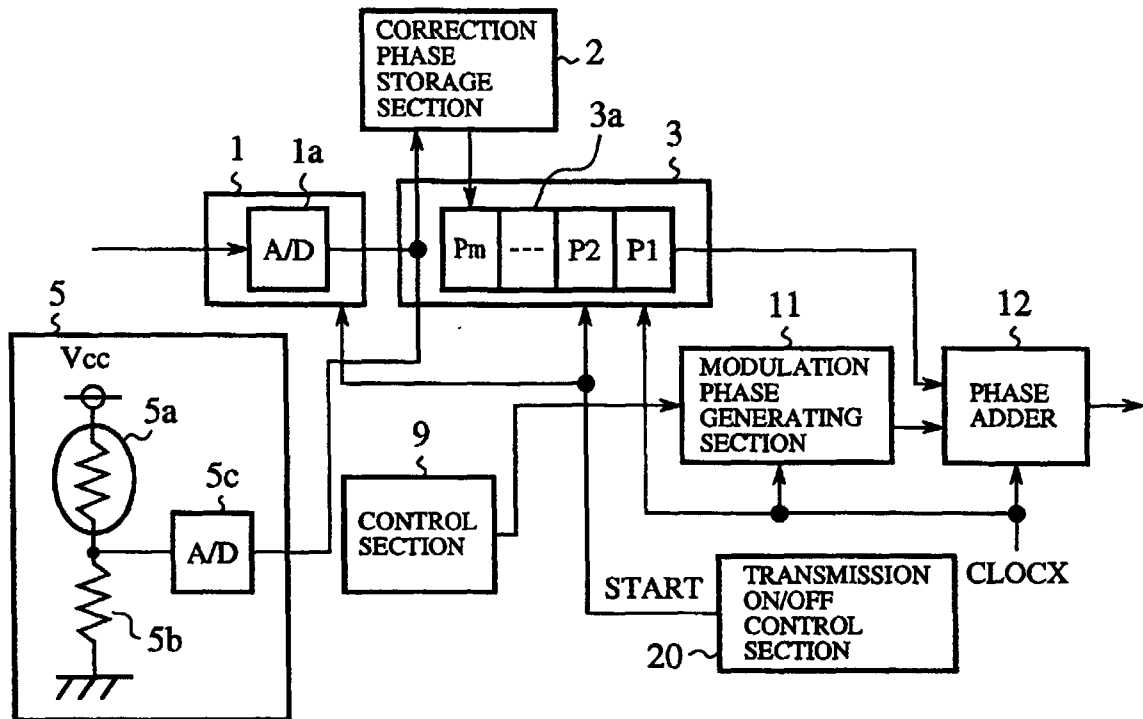 CORRECTION
PHASE
STORAGE
SECTION
2
3a
3
1
1a
A/D
Pm
---
P2
P1
5
Vcc
5a
5c
A/D
5b
9
CONTROL
SECTION
11
MODULATION
PHASE
GENERATING
SECTION
12
PHASE
ADDER
START
CLOCX
TRANSMISSION
ON/OFF
CONTROL
SECTION
20